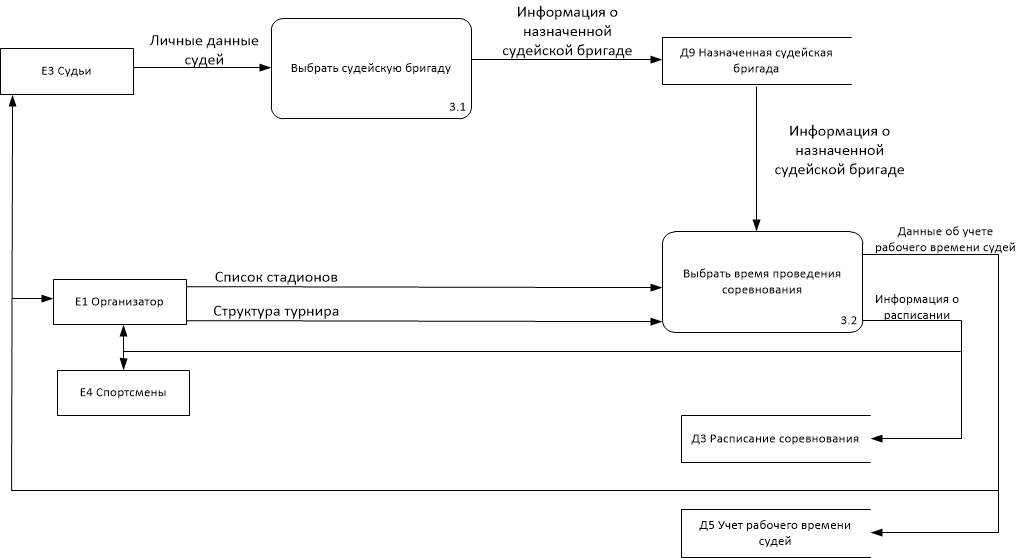 Информация о
назначенной
судейской бригаде
Личные данные
судей
Е3 Судьи
Выбрать судейскую бригаду
3.1
Д9 Назначенная судейская
бригада
Информация о
назначенной
судейской бригаде
Данные об учете
рабочего времени судей
Список стадионов
Выбрать время проведения
соревнования
3.2
Е1 Организатор
Структура турнира
Информация о
расписании
Е4 Спортсмены
Д3 Расписание соревнования
Д5 Учет рабочего времени
судей